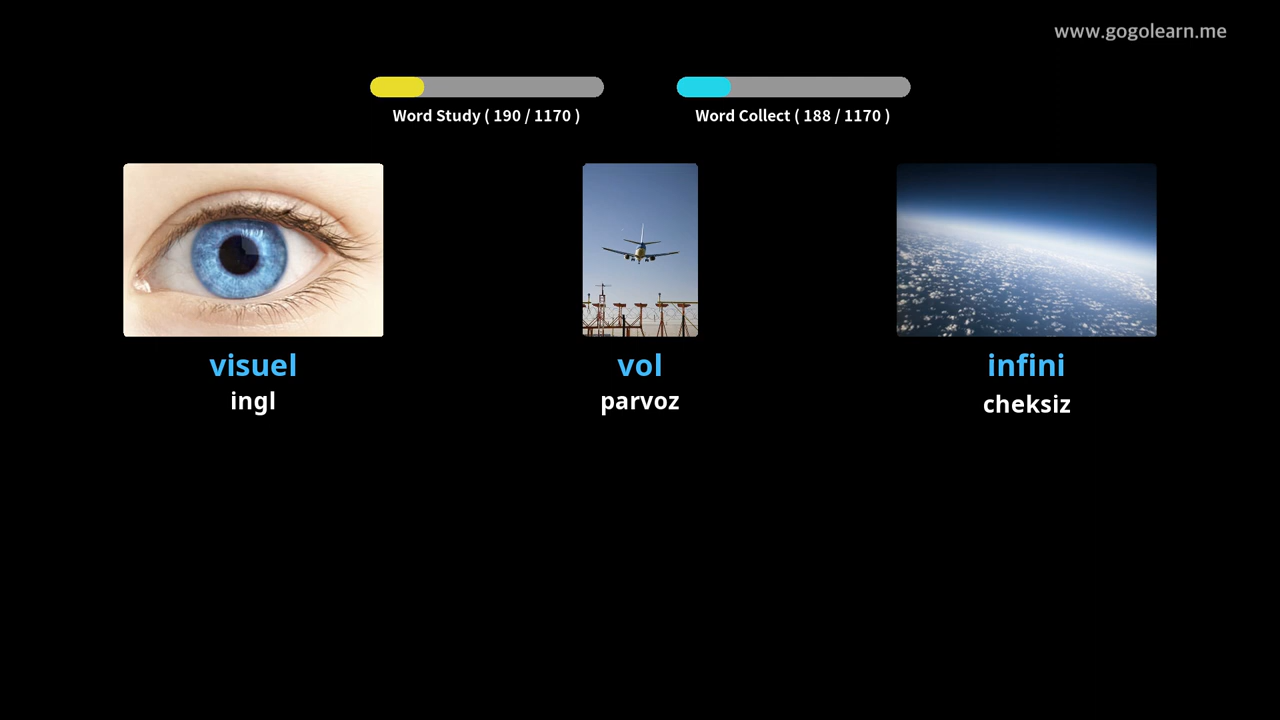 www.gogolearn.me
Word Study ( 190 / 1170 )
Word Collect ( 188 / 1170 )
visuel
ingl
vol
parvoz
infini
cheksiz